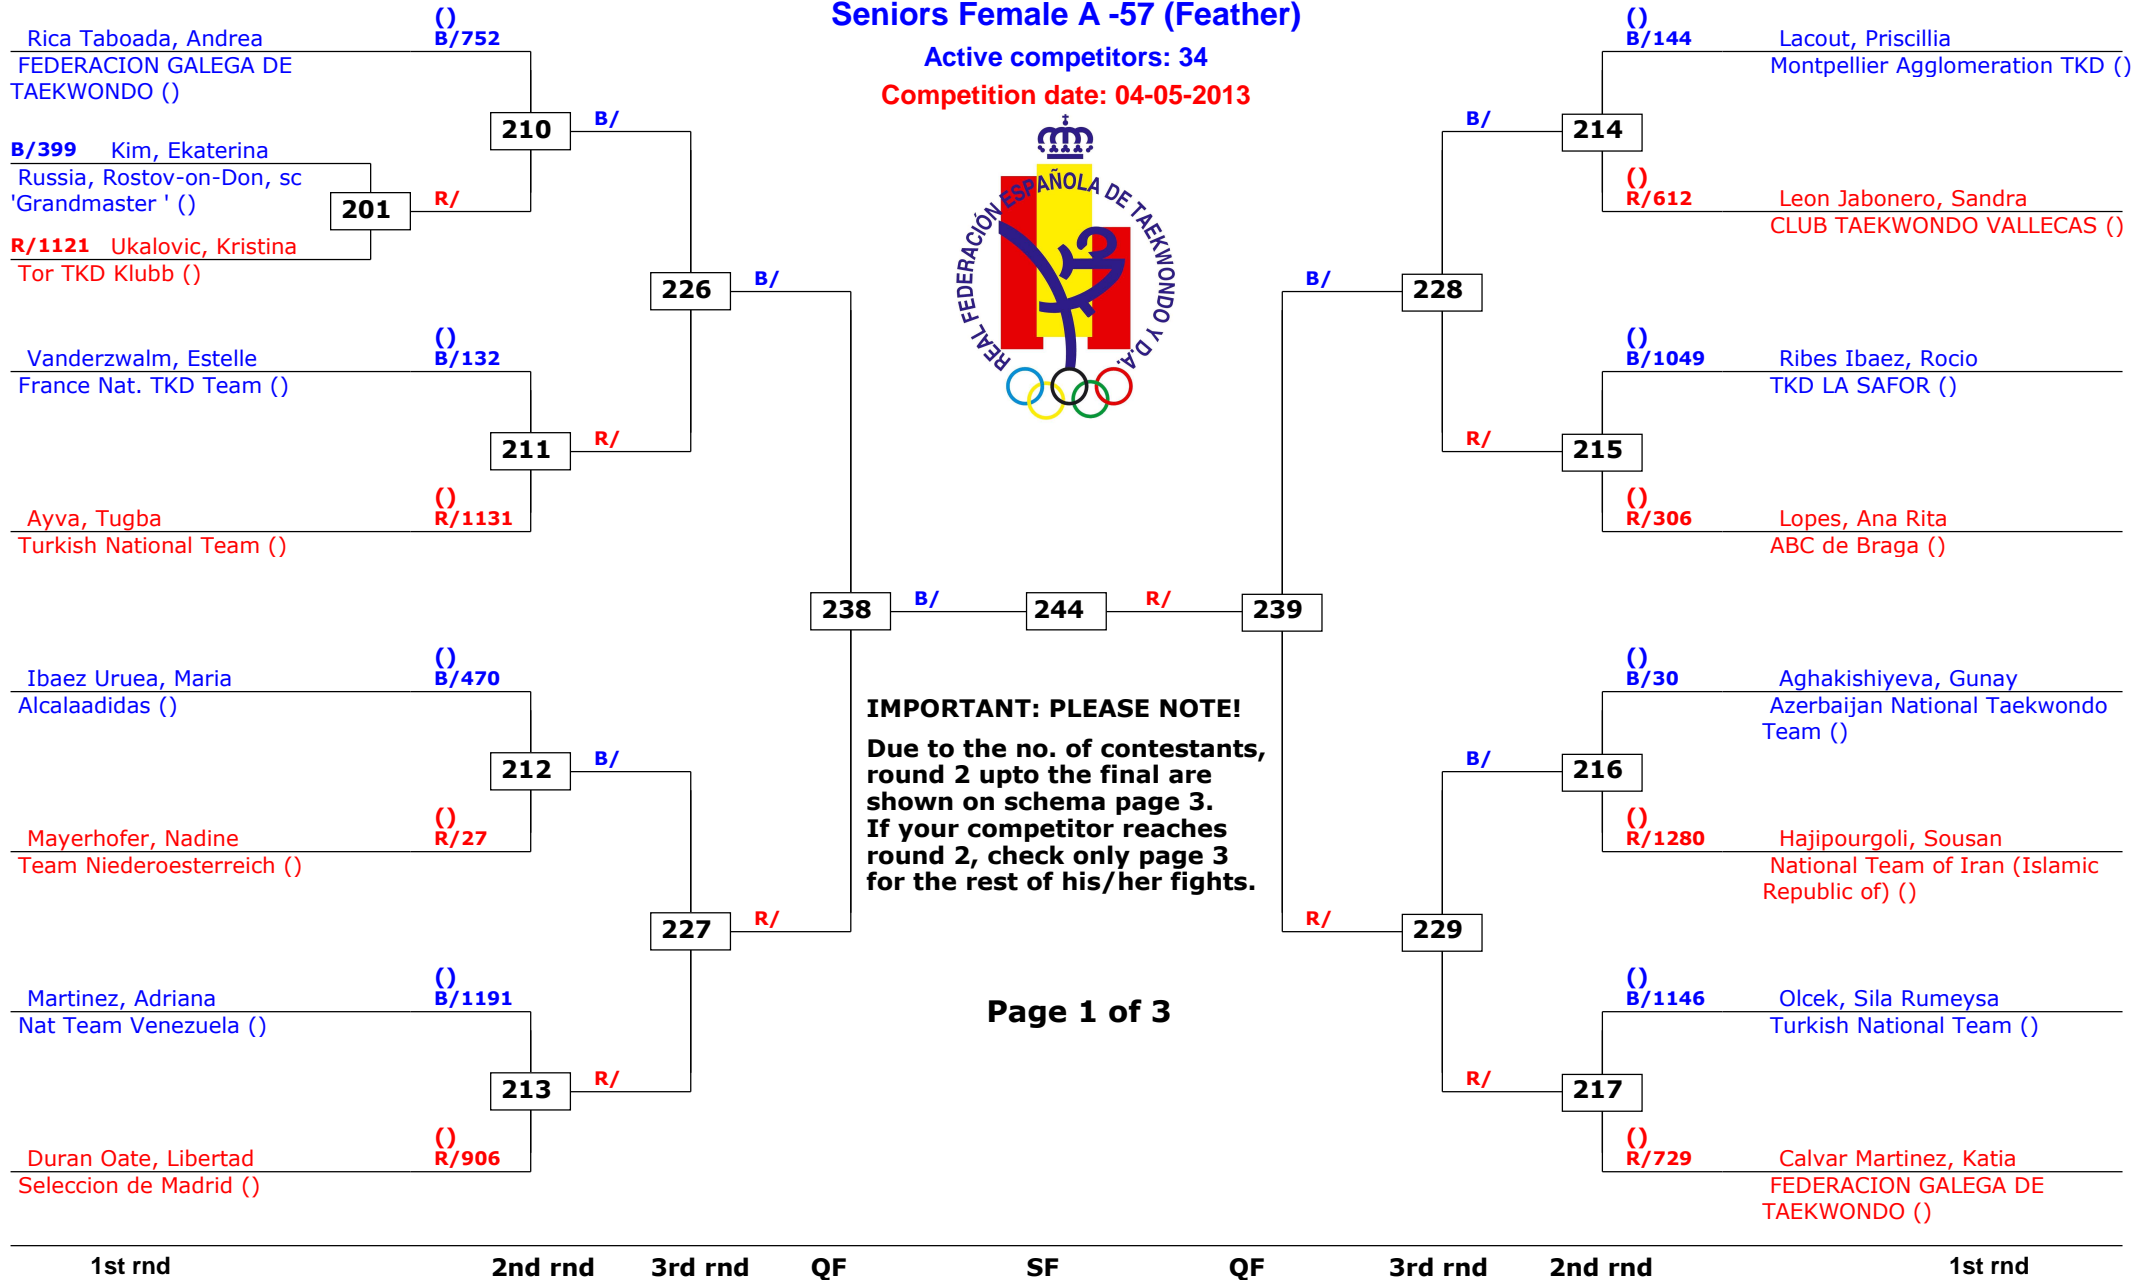 Seniors Female A -57 (Feather)
Active competitors: 34
Competition date: 04-05-2013
REAL FEDERACIÓN ESPAÑOLA DE TAEKWONDO Y D.A.
()
Rica Taboada, Andrea B/752
FEDERACION GALEGA DE
TAEKWONDO ()
210 B/
B/399 Kim, Ekaterina
Russia, Rostov-on-Don, sc
'Grandmaster ' ()
201 R/
R/1121 Ukalovic, Kristina
Tor TKD Klubb ()
226 B/
()
Vanderzwalm, Estelle B/132
France Nat. TKD Team ()
211 R/
()
Ayva, Tugba R/1131
Turkish National Team ()
238 B/ 244 R/ 239
()
Ibaez Uruea, Maria B/470
Alcalaadidas ()
212 B/
()
Mayerhofer, Nadine R/27
Team Niederoesterreich ()
227 R/
()
Martinez, Adriana B/1191
Nat Team Venezuela ()
213 R/
()
Duran Oate, Libertad R/906
Seleccion de Madrid ()
IMPORTANT: PLEASE NOTE!
Due to the no. of contestants,
round 2 upto the final are
shown on schema page 3.
If your competitor reaches
round 2, check only page 3
for the rest of his/her fights.
Page 1 of 3
()
B/144 Lacout, Priscillia
Montpellier Agglomeration TKD ()
B/ 214
()
R/612 Leon Jabonero, Sandra
CLUB TAEKWONDO VALLECAS ()
B/ 228
()
B/1049 Ribes Ibaez, Rocio
TKD LA SAFOR ()
R/ 215
()
R/306 Lopes, Ana Rita
ABC de Braga ()
()
B/30 Aghakishiyeva, Gunay
Azerbaijan National Taekwondo
Team ()
B/ 216
()
R/1280 Hajipourgoli, Sousan
National Team of Iran (Islamic
Republic of) ()
R/ 229
()
B/1146 Olcek, Sila Rumeysa
Turkish National Team ()
R/ 217
()
R/729 Calvar Martinez, Katia
FEDERACION GALEGA DE
TAEKWONDO ()
1st rnd 2nd rnd 3rd rnd QF SF QF 3rd rnd 2nd rnd 1st rnd